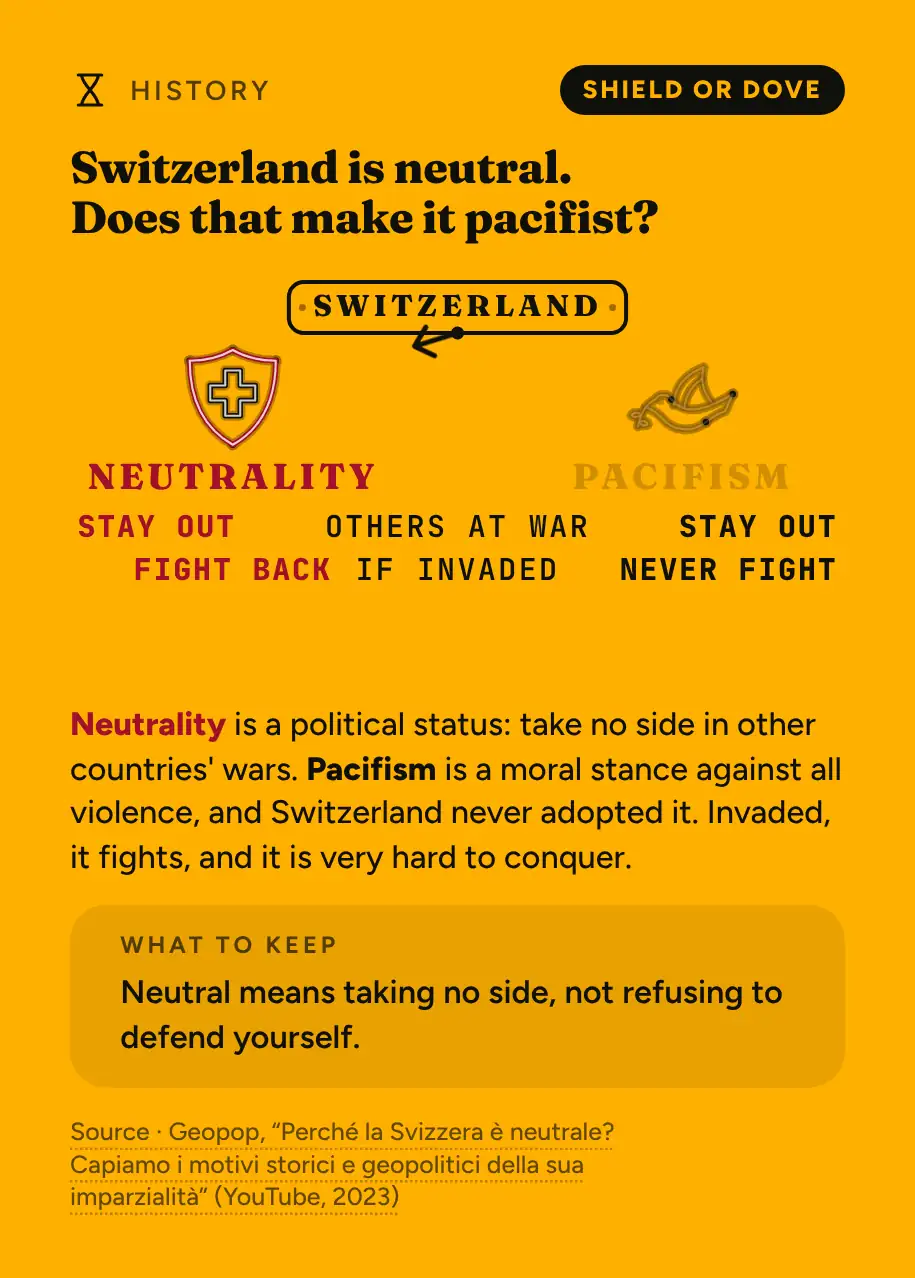 HISTORY
SHIELD OR DOVE
Switzerland is neutral.
Does that make it pacifist?
· SWITZERLAND ·
NEUTRALITY
PACIFISM
STAY OUT OTHERS AT WAR STAY OUT
FIGHT BACK IF INVADED NEVER FIGHT
Neutrality is a political status: take no side in other
countries' wars. Pacifism is a moral stance against all
violence, and Switzerland never adopted it. Invaded,
it fights, and it is very hard to conquer.
WHAT TO KEEP
Neutral means taking no side, not refusing to
defend yourself.
Source · Geopop, “Perché la Svizzera è neutrale?
Capiamo i motivi storici e geopolitici della sua
imparzialità” (YouTube, 2023)